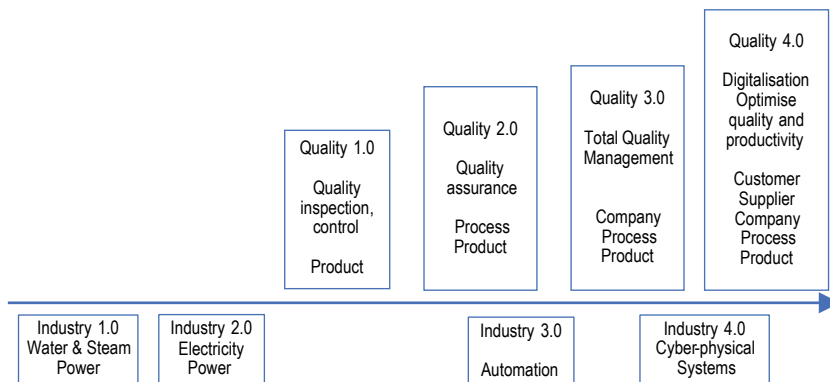 Quality 1.0
Quality
inspection,
control
Product
Quality 2.0
Quality
assurance
Process
Product
Quality 3.0
Total Quality
Management
Company
Process
Product
Quality 4.0
Digitalisation
Optimise
quality and
productivity
Customer
Supplier
Company
Process
Product
Industry 1.0
Water & Steam
Power
Industry 2.0
Electricity
Power
Industry 3.0
Automation
Industry 4.0
Cyber-physical
Systems